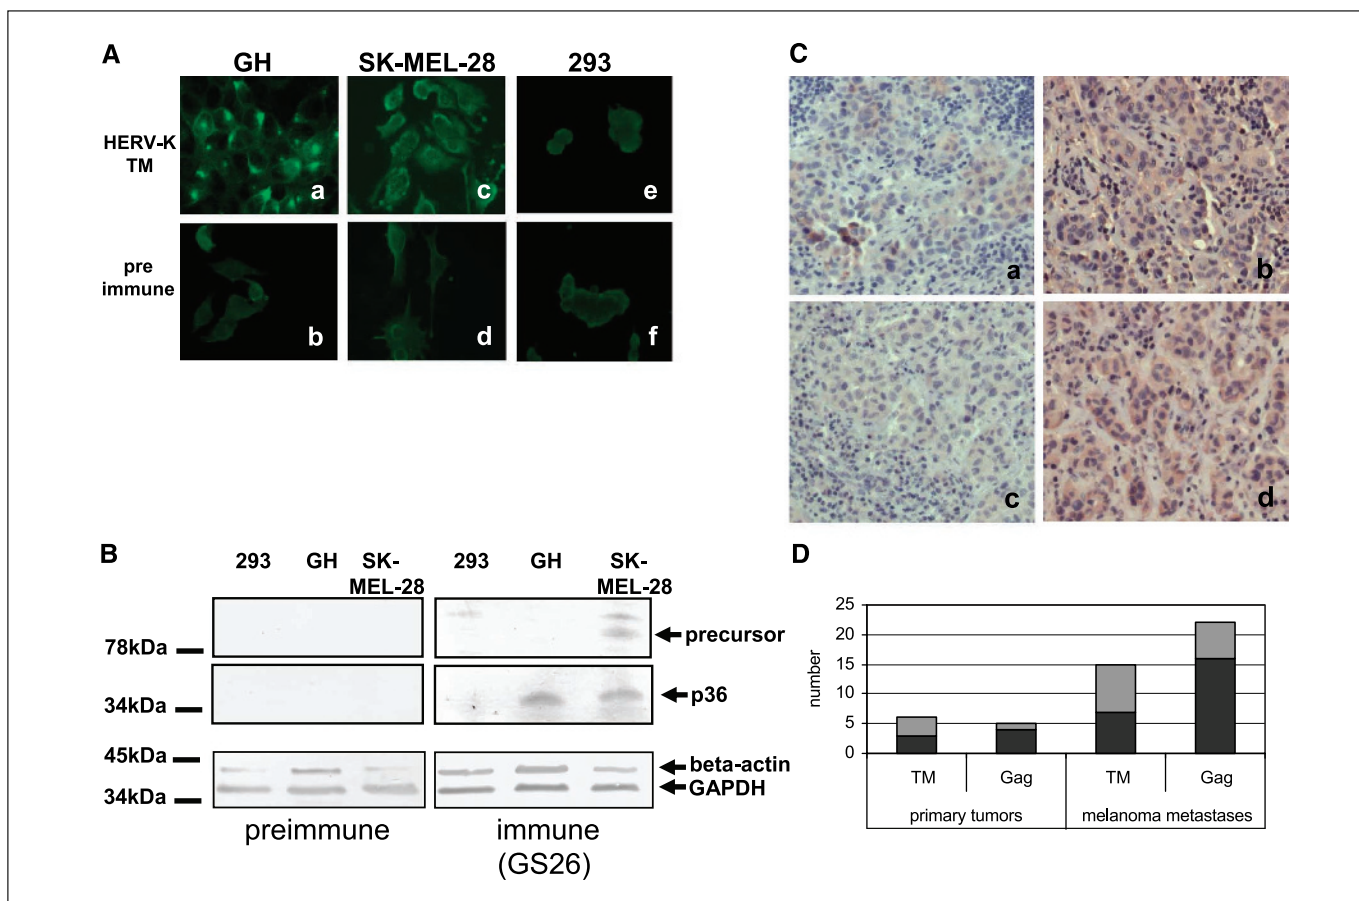 A
GH
SK-MEL-28
293
HERV-K
TM
a
c
e
pre
immune
b
d
f
B
293
GH
SK-
MEL-28
293
GH
SK-
MEL-28
78kDa
precursor
34kDa
p36
45kDa
beta-actin
34kDa
GAPDH
preimmune
immune
(GS26)
C
a
b
c
d
D
number
25
20
15
10
5
0
TM
Gag
TM
Gag
primary tumors
melanoma metastases